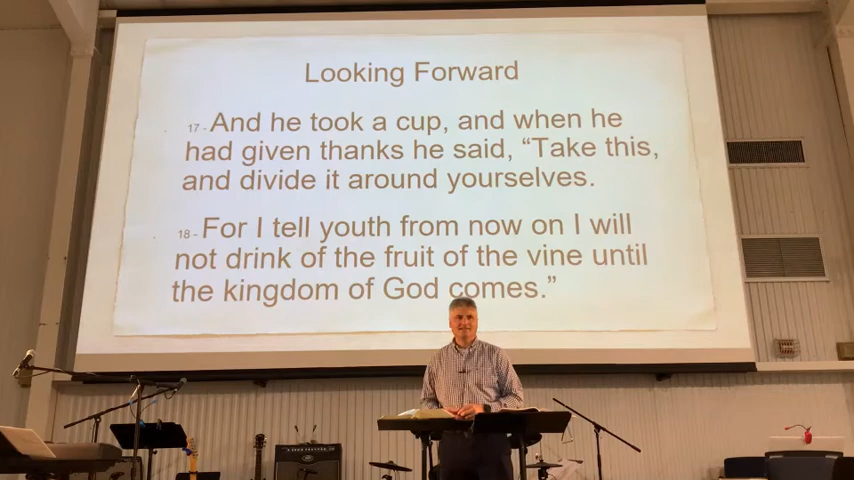 Looking Forward
17 - And he took a cup, and when he
had given thanks he said, “Take this,
and divide it around yourselves.
18 - For I tell youth from now on I will
not drink of the fruit of the vine until
the kingdom of God comes.”